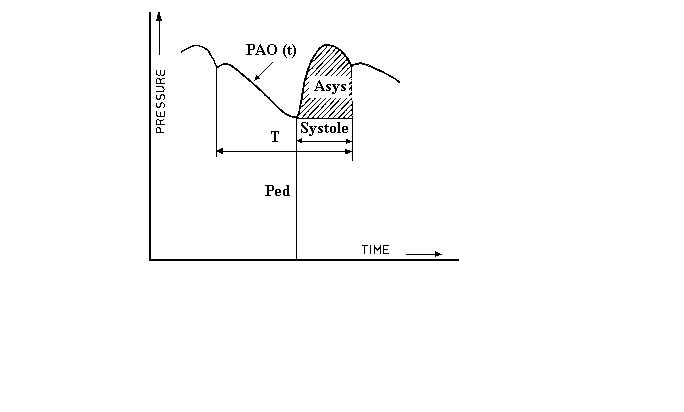 PAO (t)
PRESSURE
Asys
Systole
T
Ped
TIME